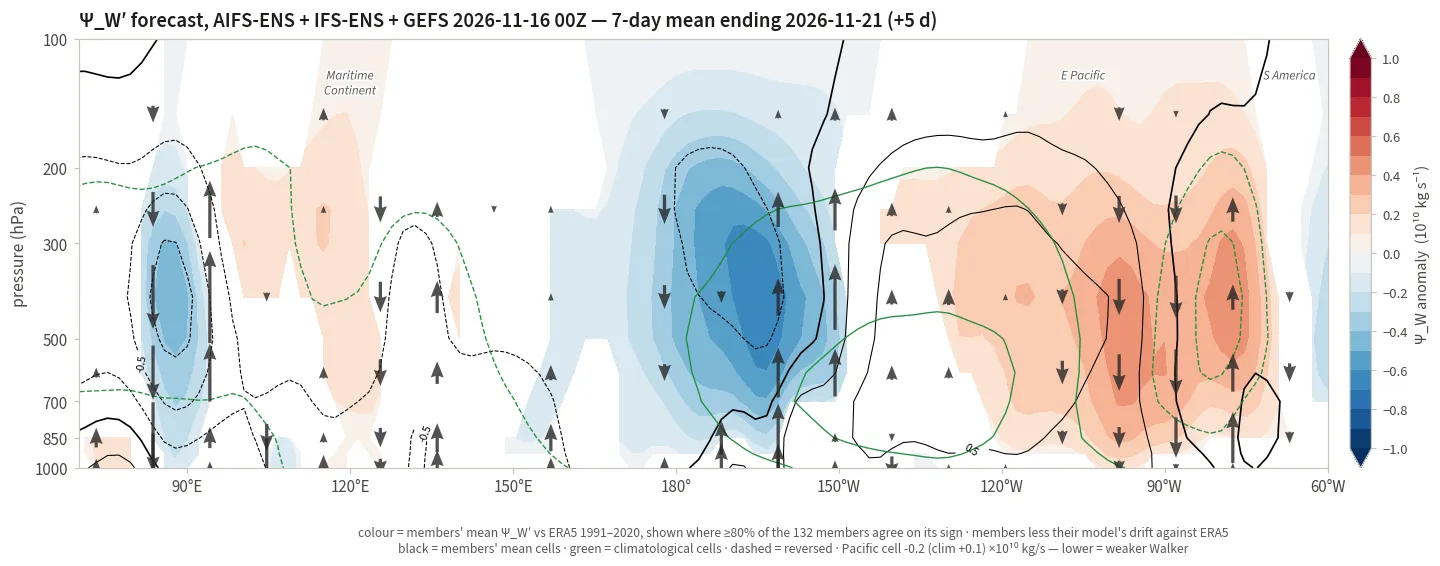 Ψ_W′ forecast, AIFS-ENS + IFS-ENS + GEFS 2026-11-16 00Z — 7-day mean ending 2026-11-21 (+5 d)
pressure (hPa)
100
200
300
400
500
700
850
1000
Maritime
Continent
E Pacific
S America
-0.5
-0.5
0.5
90°E
120°E
150°E
180°
150°W
120°W
90°W
60°W
1.0
0.8
0.6
0.4
0.2
0.0
−0.2
−0.4
−0.6
−0.8
−1.0
Ψ_W anomaly (10¹⁰ kg s⁻¹)
colour = members' mean Ψ_W′ vs ERA5 1991–2020, shown where ≥80% of the 132 members agree on its sign · members less their model's drift against ERA5
black = members' mean cells · green = climatological cells · dashed = reversed · Pacific cell -0.2 (clim +0.1) ×10¹⁰ kg/s — lower = weaker Walker